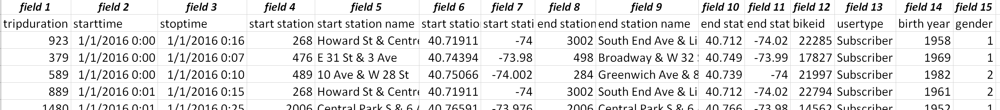 field 1 field 2 field 3 field 4 field 5 field 6 field 7 field 8 field 9 field 10 field 11 field 12 field 13 field 14 field 15
tripduration starttime stoptime start station start station name start statio start stati end station end station name end stat end stat bikeid usertype birth year gender
923 1/1/2016 0:00 1/1/2016 0:16 268 Howard St & Centre 40.71911 -74 3002 South End Ave & Li 40.712 -74.02 22285 Subscriber 1958 1
379 1/1/2016 0:00 1/1/2016 0:07 476 E 31 St & 3 Ave 40.74394 -73.98 498 Broadway & W 32 40.749 -73.99 17827 Subscriber 1969 1
589 1/1/2016 0:00 1/1/2016 0:10 489 10 Ave & W 28 St 40.75066 -74.002 284 Greenwich Ave & 8 40.739 -74 21997 Subscriber 1982 2
889 1/1/2016 0:01 1/1/2016 0:15 268 Howard St & Centre 40.71911 -74 3002 South End Ave & Li 40.712 -74.02 22794 Subscriber 1961 2
1480 1/1/2016 0:01 1/1/2016 0:25 2006 Central Park S & 6 40.76591 -73.976 2006 Central Park S & 6 40.766 -73.98 14562 Subscriber 1952 1